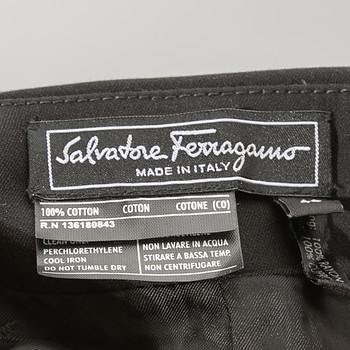 Salvatore Ferragamo
MADE IN ITALY
100% COTTON COTON COTONE (CO)
R.N 136180843
PERCHLORETHYLENE
COOL IRON
DO NOT TUMBLE DRY
NON LAVARE IN ACQUA
STIRARE A BASSA TEMP.
NON CENTRIFUGARE